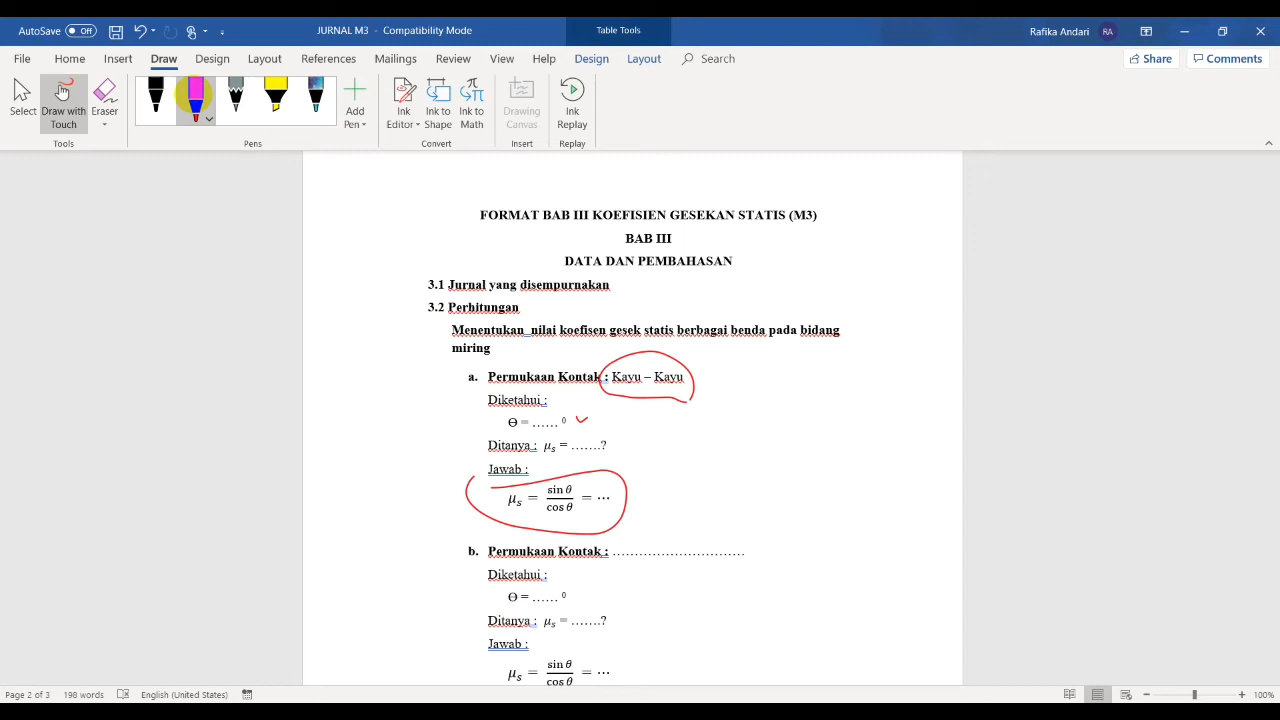 AutoSave Off JURNAL M3 - Compatibility Mode Table Tools Rafika Andari RA
File Home Insert Draw Design Layout References Mailings Review View Help Design Layout Search Share Comments
Select Draw with Touch Eraser Add Pen Ink Editor Ink to Shape Ink to Math Drawing Canvas Ink Replay
Tools Pens Convert Insert Replay
FORMAT BAB III KOEFISIEN GESEKAN STATIS (M3)
BAB III
DATA DAN PEMBAHASAN
3.1 Jurnal yang disempurnakan
3.2 Perhitungan
Menentukan nilai koefisen gesek statis berbagai benda pada bidang
miring
a. Permukaan Kontak : Kayu – Kayu
Diketahui :
Ɵ = …… ⁰
Ditanya : μₛ = …….?
Jawab :
μₛ = sin θ / cos θ = ⋯
b. Permukaan Kontak : …………………………
Diketahui :
Ɵ = …… ⁰
Ditanya : μₛ = …….?
Jawab :
μₛ = sin θ / cos θ = ⋯
Page 2 of 3 198 words English (United States) 100%